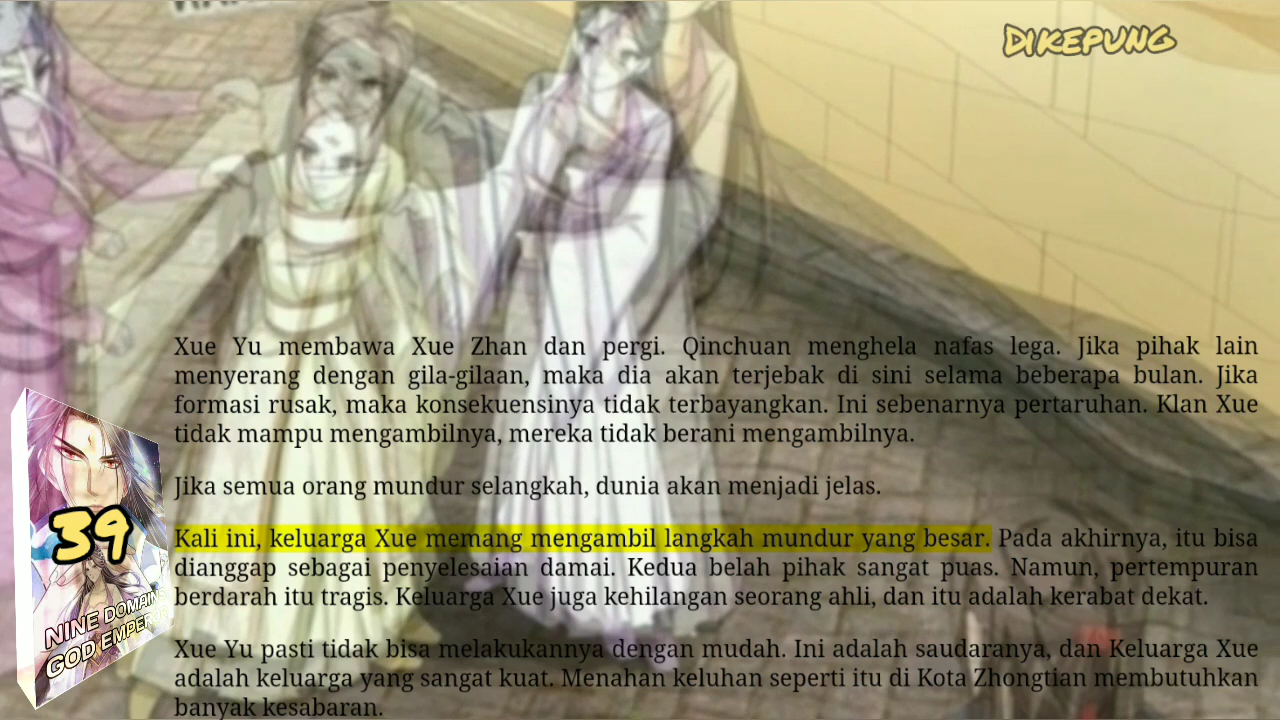 DIKEPUNG
Xue Yu membawa Xue Zhan dan pergi. Qinchuan menghela nafas lega. Jika pihak lain
menyerang dengan gila-gilaan, maka dia akan terjebak di sini selama beberapa bulan. Jika
formasi rusak, maka konsekuensinya tidak terbayangkan. Ini sebenarnya pertaruhan. Klan Xue
tidak mampu mengambilnya, mereka tidak berani mengambilnya.
Jika semua orang mundur selangkah, dunia akan menjadi jelas.
Kali ini, keluarga Xue memang mengambil langkah mundur yang besar. Pada akhirnya, itu bisa
dianggap sebagai penyelesaian damai. Kedua belah pihak sangat puas. Namun, pertempuran
berdarah itu tragis. Keluarga Xue juga kehilangan seorang ahli, dan itu adalah kerabat dekat.
Xue Yu pasti tidak bisa melakukannya dengan mudah. Ini adalah saudaranya, dan Keluarga Xue
adalah keluarga yang sangat kuat. Menahan keluhan seperti itu di Kota Zhongtian membutuhkan
banyak kesabaran.
39
NINE DOMAIN
GOD EMPER